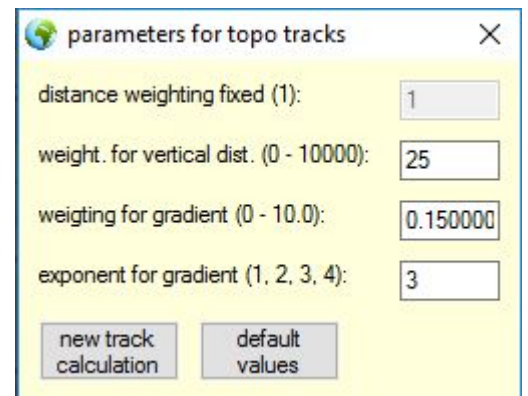 parameters for topo tracks
distance weighting fixed (1): 1
weight. for vertical dist. (0 - 10000): 25
weigting for gradient (0 - 10.0): 0.150000
exponent for gradient (1, 2, 3, 4): 3
new track default
calculation values